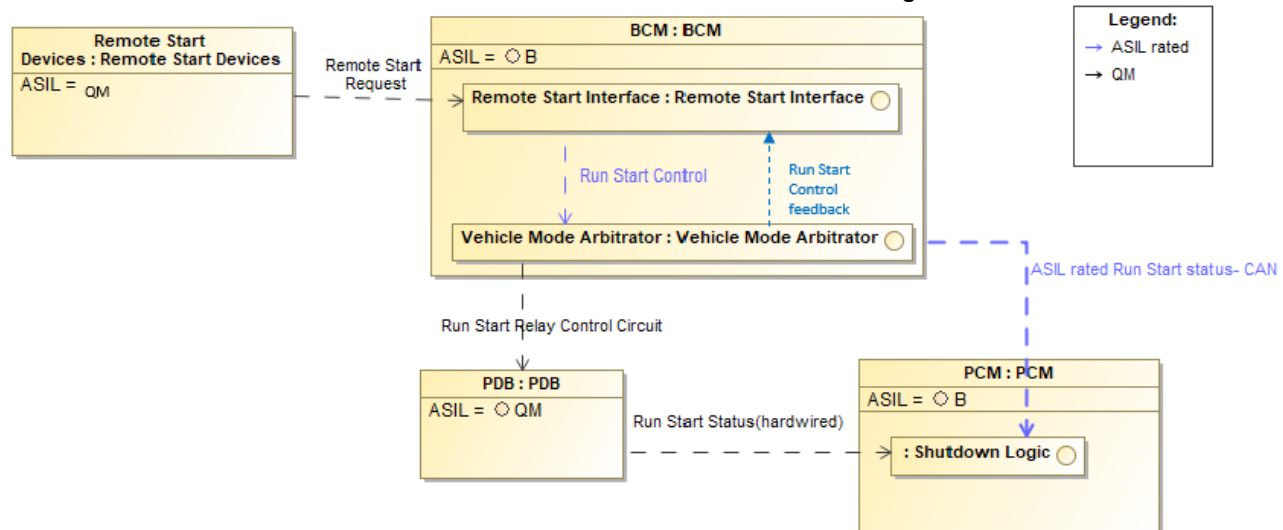 Remote Start
Devices : Remote Start Devices
ASIL = QM
Remote Start
Request
BCM : BCM
ASIL = B
Remote Start Interface : Remote Start Interface
Run Start Control
Run Start
Control
feedback
Vehicle Mode Arbitrator : Vehicle Mode Arbitrator
Legend:
ASIL rated
QM
ASIL rated Run Start status- CAN
Run Start Relay Control Circuit
PDB : PDB
ASIL = QM
Run Start Status(hardwired)
PCM : PCM
ASIL = B
: Shutdown Logic